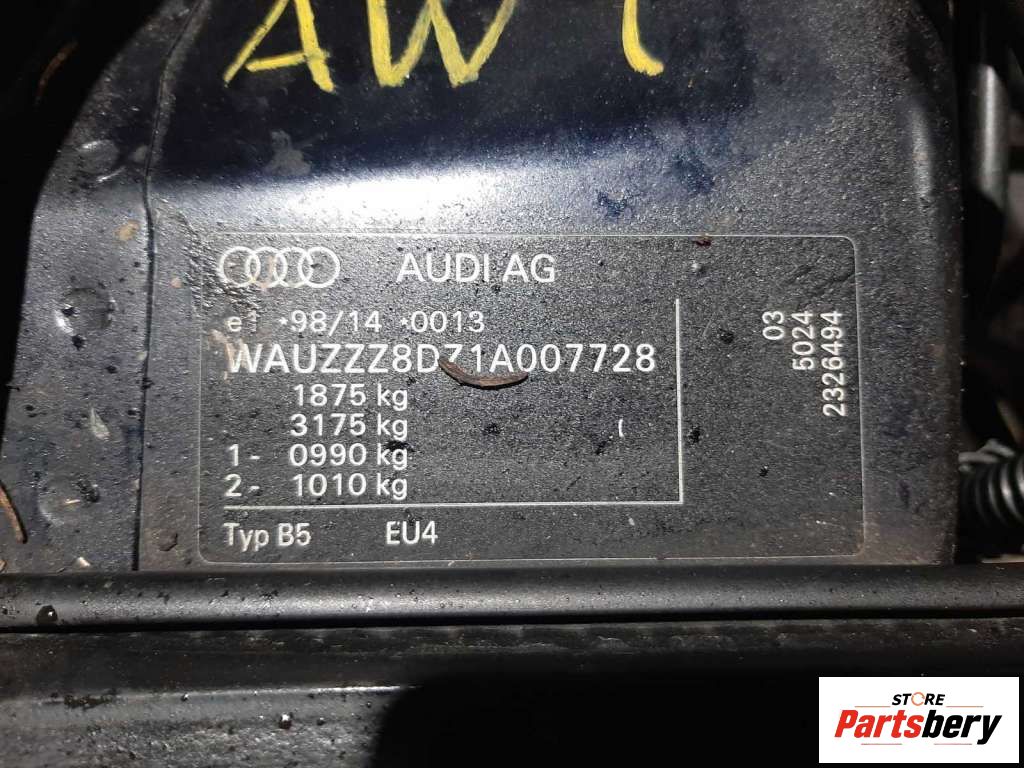 AW
AUDI AG
e1 *98/14 *0013
WAUZZZ8DZ1A007728
1875 kg
3175 kg
1- 0990 kg
2- 1010 kg
Typ B5 EU4
03
5024
2326494
STORE
Partsbery